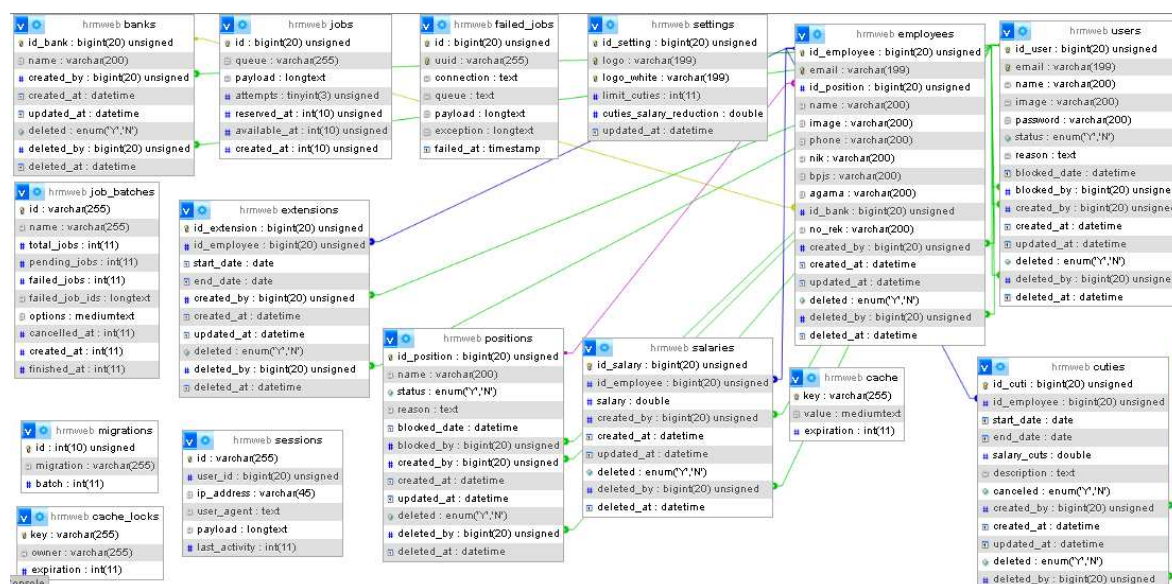 hrmweb banks
id_bank : bigint(20) unsigned
name : varchar(200)
created_by : bigint(20) unsigned
created_at : datetime
updated_at : datetime
deleted : enum('Y','N')
deleted_by : bigint(20) unsigned
deleted_at : datetime
hrmweb jobs
id : bigint(20) unsigned
queue : varchar(255)
payload : longtext
attempts : tinyint(3) unsigned
reserved_at : int(10) unsigned
available_at : int(10) unsigned
created_at : int(10) unsigned
hrmweb failed_jobs
id : bigint(20) unsigned
uuid : varchar(255)
connection : text
queue : text
payload : longtext
exception : longtext
failed_at : timestamp
hrmweb settings
id_setting : bigint(20) unsigned
logo : varchar(199)
logo_white : varchar(199)
limit_cuties : int(11)
cuties_salary_reduction : double
updated_at : datetime
hrmweb employees
id_employee : bigint(20) unsigned
email : varchar(199)
id_position : bigint(20) unsigned
name : varchar(200)
image : varchar(200)
phone : varchar(200)
nik : varchar(200)
bpjs : varchar(200)
agama : varchar(200)
id_bank : bigint(20) unsigned
no_rek : varchar(200)
created_by : bigint(20) unsigned
created_at : datetime
updated_at : datetime
deleted : enum('Y','N')
deleted_by : bigint(20) unsigned
deleted_at : datetime
hrmweb users
id_user : bigint(20) unsigned
email : varchar(199)
name : varchar(200)
image : varchar(200)
password : varchar(200)
status : enum('Y','N')
reason : text
blocked_date : datetime
blocked_by : bigint(20) unsigned
created_by : bigint(20) unsigned
created_at : datetime
updated_at : datetime
deleted : enum('Y','N')
deleted_by : bigint(20) unsigned
deleted_at : datetime
hrmweb job_batches
id : varchar(255)
name : varchar(255)
total_jobs : int(11)
pending_jobs : int(11)
failed_jobs : int(11)
failed_job_ids : longtext
options : mediumtext
cancelled_at : int(11)
created_at : int(11)
finished_at : int(11)
hrmweb extensions
id_extension : bigint(20) unsigned
id_employee : bigint(20) unsigned
start_date : date
end_date : date
created_by : bigint(20) unsigned
created_at : datetime
updated_at : datetime
deleted : enum('Y','N')
deleted_by : bigint(20) unsigned
deleted_at : datetime
hrmweb positions
id_position : bigint(20) unsigned
name : varchar(200)
status : enum('Y','N')
reason : text
blocked_date : datetime
blocked_by : bigint(20) unsigned
created_by : bigint(20) unsigned
created_at : datetime
updated_at : datetime
deleted : enum('Y','N')
deleted_by : bigint(20) unsigned
deleted_at : datetime
hrmweb salaries
id_salary : bigint(20) unsigned
id_employee : bigint(20) unsigned
salary : double
created_by : bigint(20) unsigned
created_at : datetime
updated_at : datetime
deleted : enum('Y','N')
deleted_by : bigint(20) unsigned
deleted_at : datetime
hrmweb cache
key : varchar(255)
value : mediumtext
expiration : int(11)
hrmweb cuties
id_cuti : bigint(20) unsigned
id_employee : bigint(20) unsigned
start_date : date
end_date : date
salary_cuts : double
description : text
canceled : enum('Y','N')
created_by : bigint(20) unsigned
created_at : datetime
updated_at : datetime
deleted : enum('Y','N')
deleted_by : bigint(20) unsigned
hrmweb migrations
id : int(10) unsigned
migration : varchar(255)
batch : int(11)
hrmweb sessions
id : varchar(255)
user_id : bigint(20) unsigned
ip_address : varchar(45)
user_agent : text
payload : longtext
last_activity : int(11)
hrmweb cache_locks
key : varchar(255)
owner : varchar(255)
expiration : int(11)